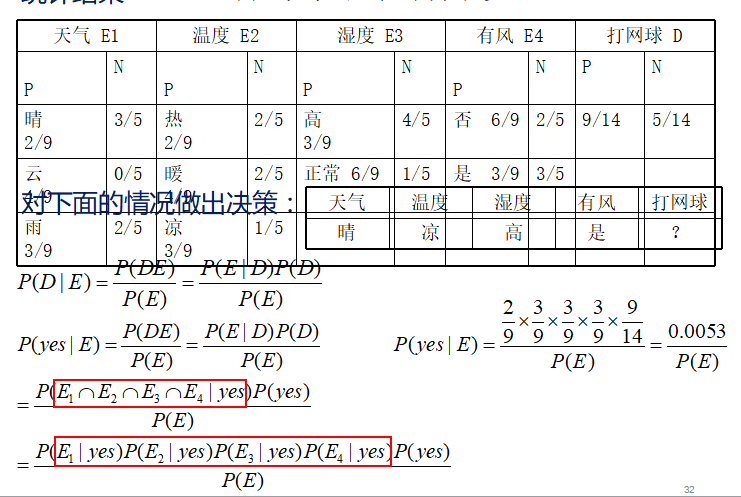 天气 E1 温度 E2 湿度 E3 有风 E4 打网球 D
P N P N P N P N P N
晴 2/9 3/5 热 2/9 2/5 高 3/9 4/5 否 6/9 2/5 9/14 5/14
云 4/9 0/5 暖 4/9 2/5 正常 6/9 1/5 是 3/9 3/5
对下面的情况做出决策：
雨 3/9 2/5 凉 3/9 1/5
天气 温度 湿度 有风 打网球
晴 凉 高 是 ？
P(D|E) = P(DE)/P(E) = P(E|D)P(D)/P(E)
P(yes|E) = P(DE)/P(E) = P(E|D)P(D)/P(E)
P(yes|E) = (2/9 × 3/9 × 3/9 × 3/9 × 9/14)/P(E) = 0.0053/P(E)
= P(E1∩E2∩E3∩E4|yes)P(yes)/P(E)
= P(E1|yes)P(E2|yes)P(E3|yes)P(E4|yes)P(yes)/P(E)
32